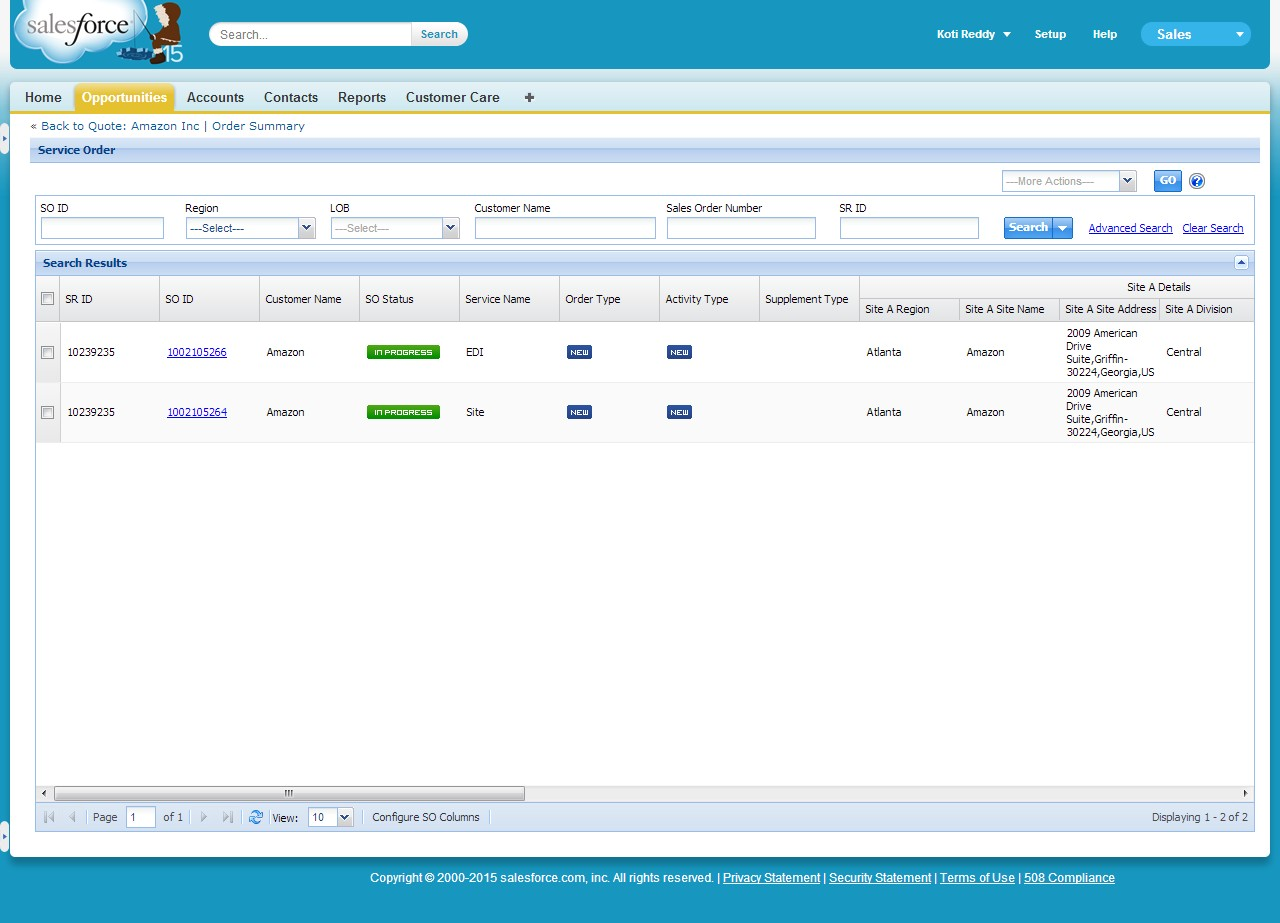 salesforce
15
Search... Search
Koti Reddy Setup Help Sales
Home Opportunities Accounts Contacts Reports Customer Care +
« Back to Quote: Amazon Inc | Order Summary
Service Order
---More Actions--- GO ?
SO ID Region LOB Customer Name Sales Order Number SR ID
---Select--- ---Select--- Search Advanced Search Clear Search
Search Results
SR ID SO ID Customer Name SO Status Service Name Order Type Activity Type Supplement Type Site A Details
Site A Region Site A Site Name Site A Site Address Site A Division
10239235 1002105266 Amazon IN PROGRESS EDI NEW NEW Atlanta Amazon 2009 American
Drive
Suite,Griffin-
30224,Georgia,US Central
10239235 1002105264 Amazon IN PROGRESS Site NEW NEW Atlanta Amazon 2009 American
Drive
Suite,Griffin-
30224,Georgia,US Central
Page 1 of 1 View: 10 Configure SO Columns Displaying 1 - 2 of 2
Copyright © 2000-2015 salesforce.com, inc. All rights reserved. | Privacy Statement | Security Statement | Terms of Use | 508 Compliance